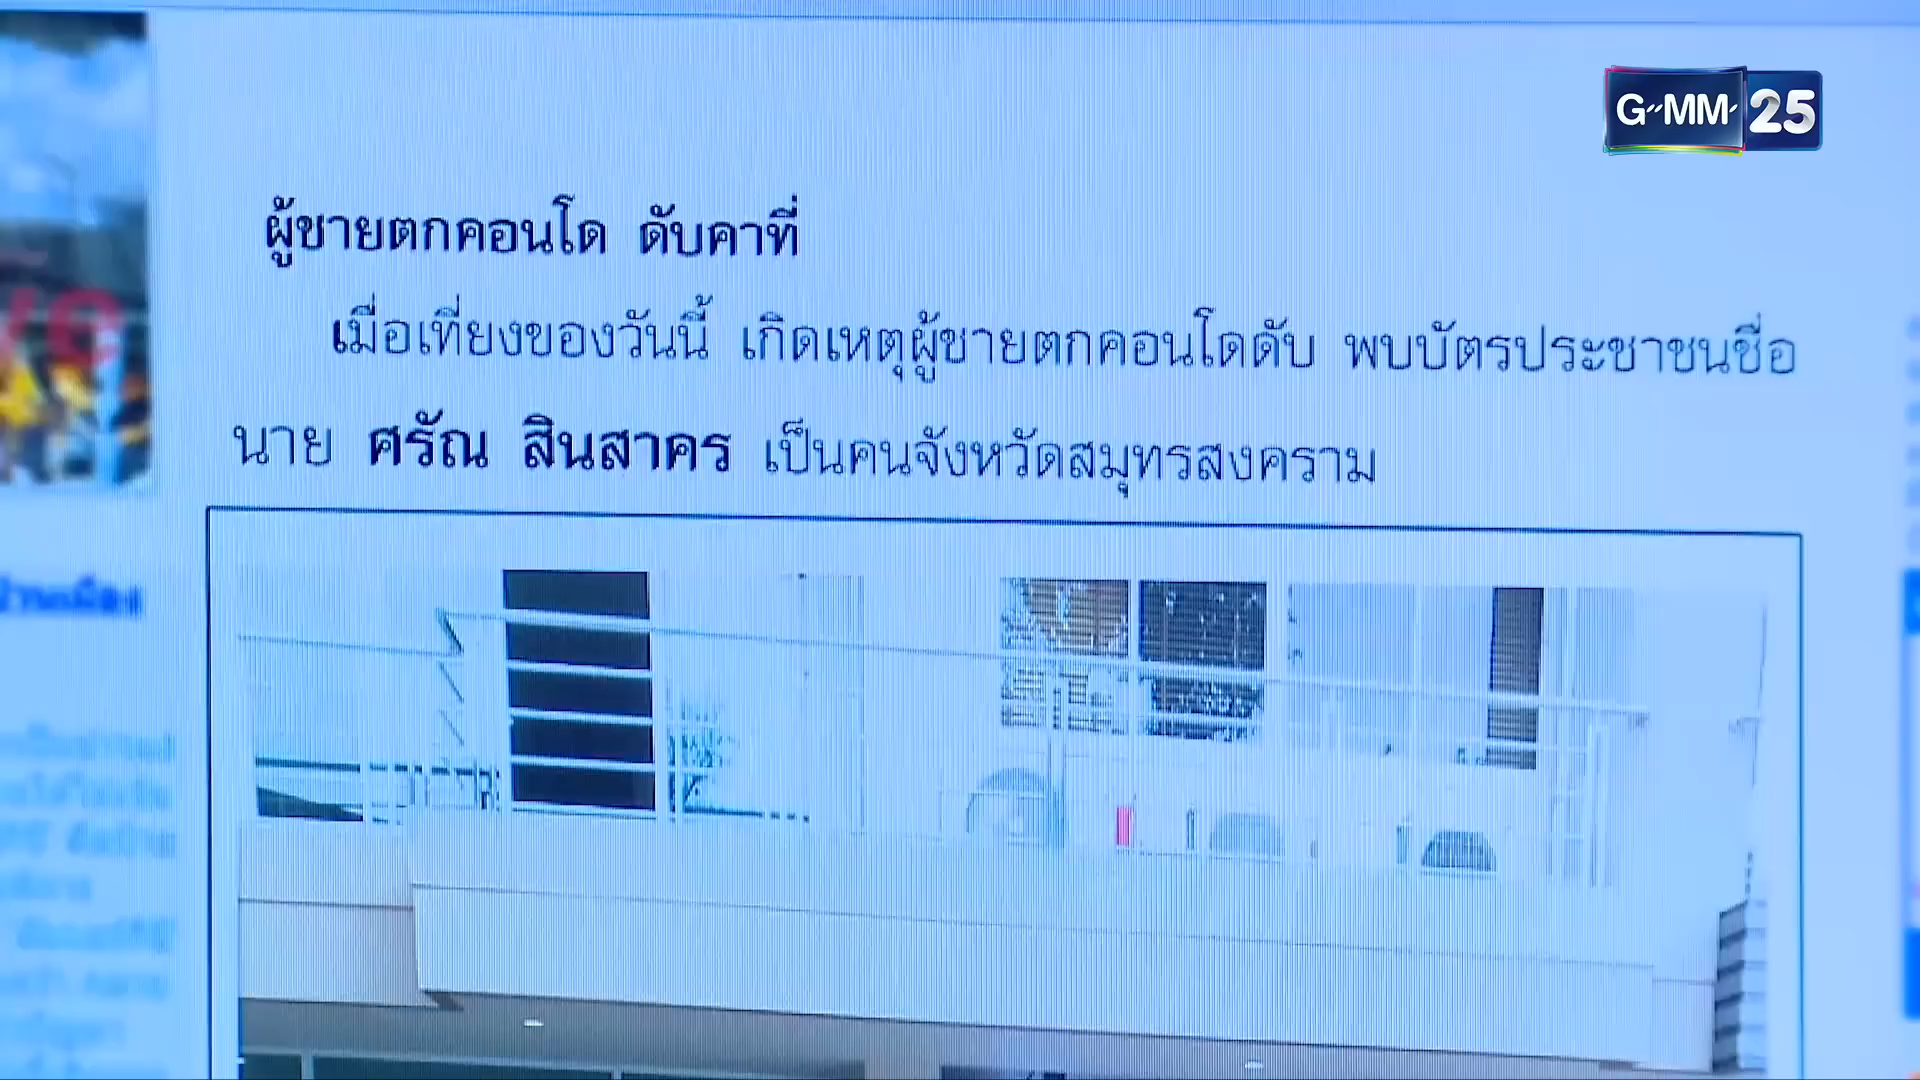 GMM 25
ผู้ชายตกคอนโด ดับคาที่
เมื่อเที่ยงของวันนี้ เกิดเหตุผู้ชายตกคอนโดดับ พบบัตรประชาชนชื่อ
นาย ศรัณ สินสาคร เป็นคนจังหวัดสมุทรสงคราม